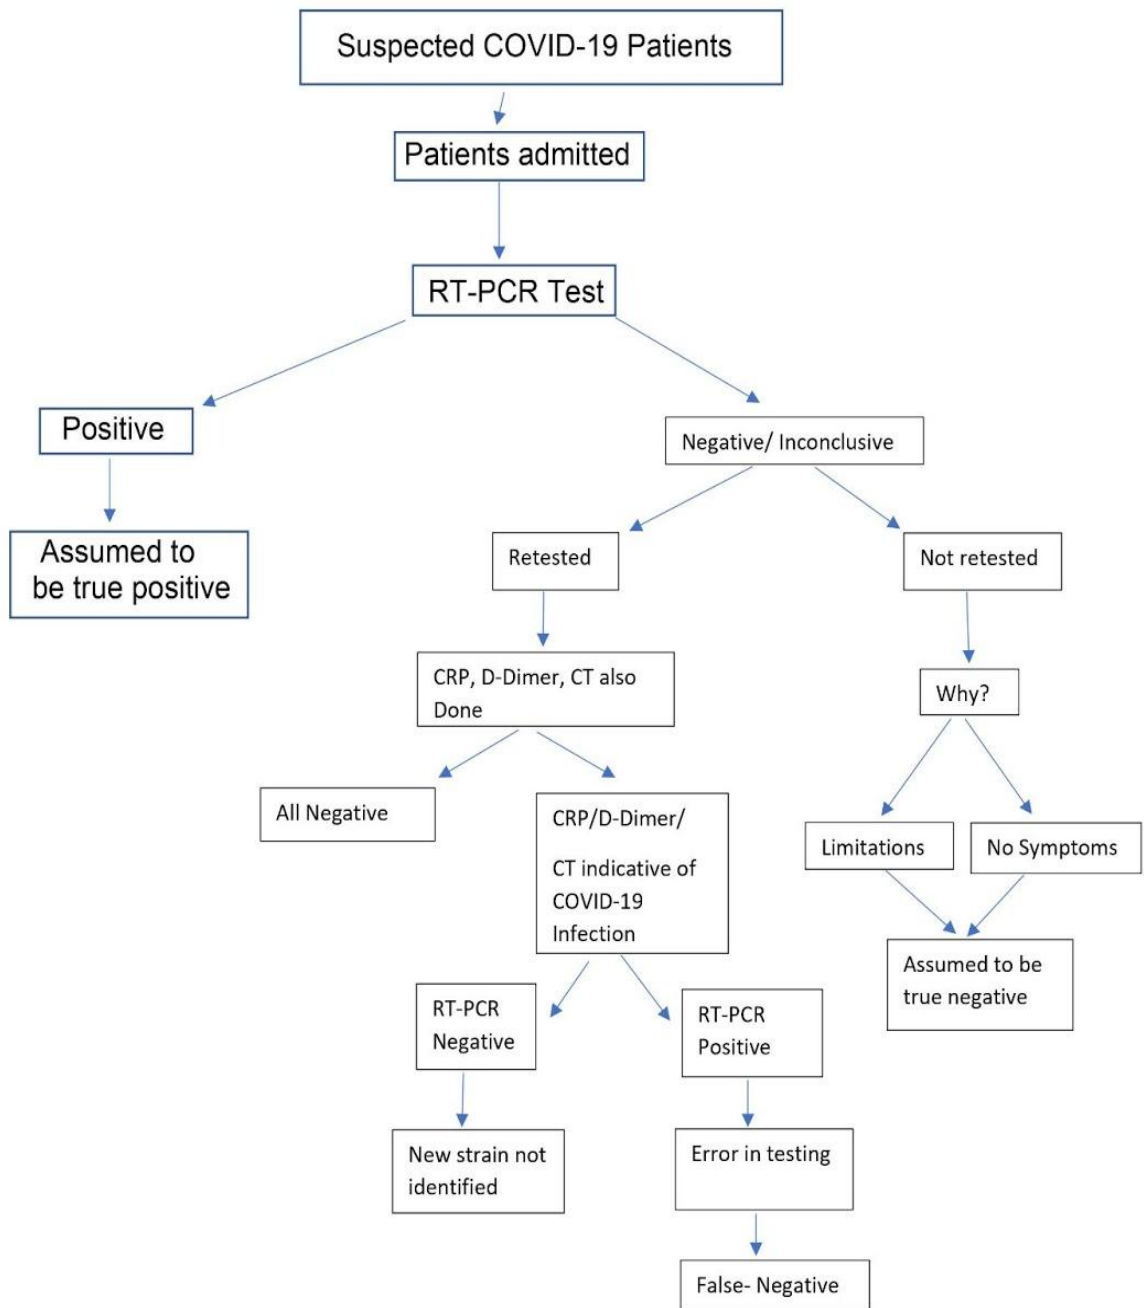 Suspected COVID-19 Patients
Patients admitted
RT-PCR Test
Positive
Negative/ Inconclusive
Assumed to
be true positive
Retested
Not retested
CRP, D-Dimer, CT also
Done
Why?
All Negative
CRP/D-Dimer/
CT indicative of
COVID-19
Infection
Limitations
No Symptoms
Assumed to be
true negative
RT-PCR
Negative
RT-PCR
Positive
New strain not
identified
Error in testing
False- Negative